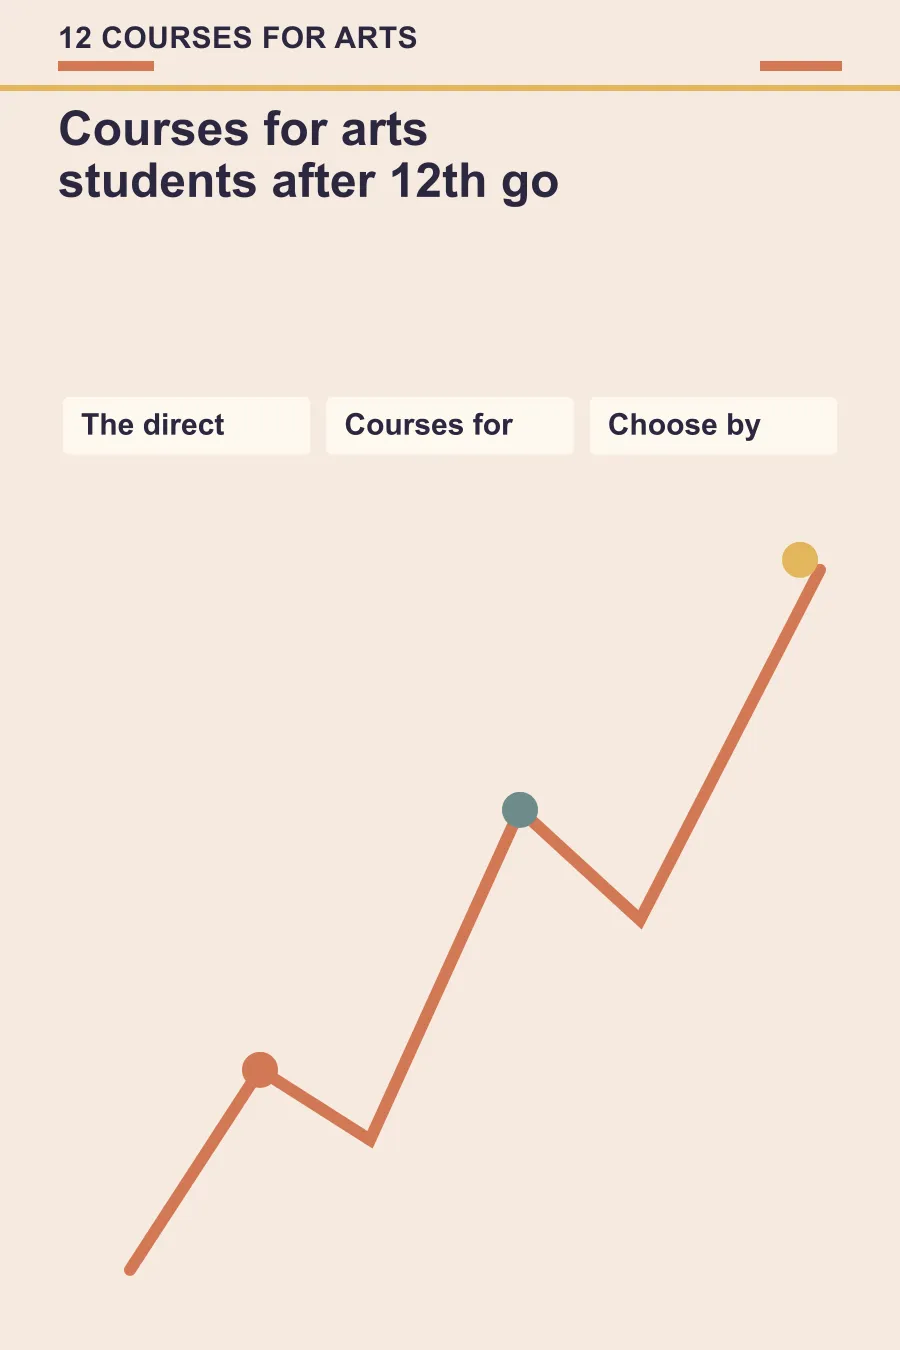 12 COURSES FOR ARTS
Courses for arts
students after 12th go
The direct
Courses for
Choose by